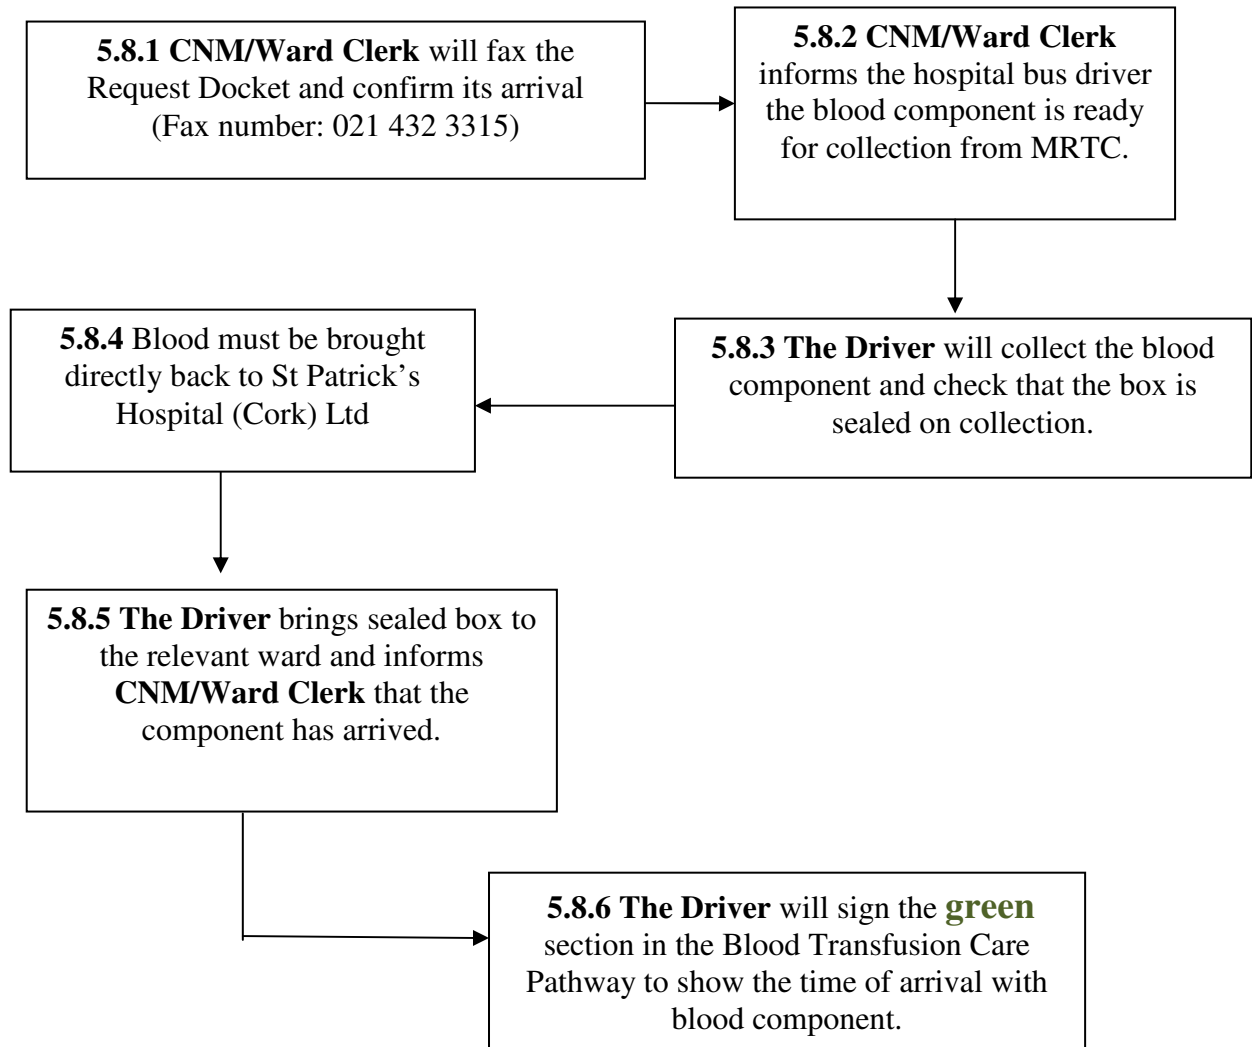 5.8.1 CNM/Ward Clerk will fax the
Request Docket and confirm its arrival
(Fax number: 021 432 3315)
5.8.2 CNM/Ward Clerk
informs the hospital bus driver
the blood component is ready
for collection from MRTC.
5.8.3 The Driver will collect the blood
component and check that the box is
sealed on collection.
5.8.4 Blood must be brought
directly back to St Patrick’s
Hospital (Cork) Ltd
5.8.5 The Driver brings sealed box to
the relevant ward and informs
CNM/Ward Clerk that the
component has arrived.
5.8.6 The Driver will sign the green
section in the Blood Transfusion Care
Pathway to show the time of arrival with
blood component.